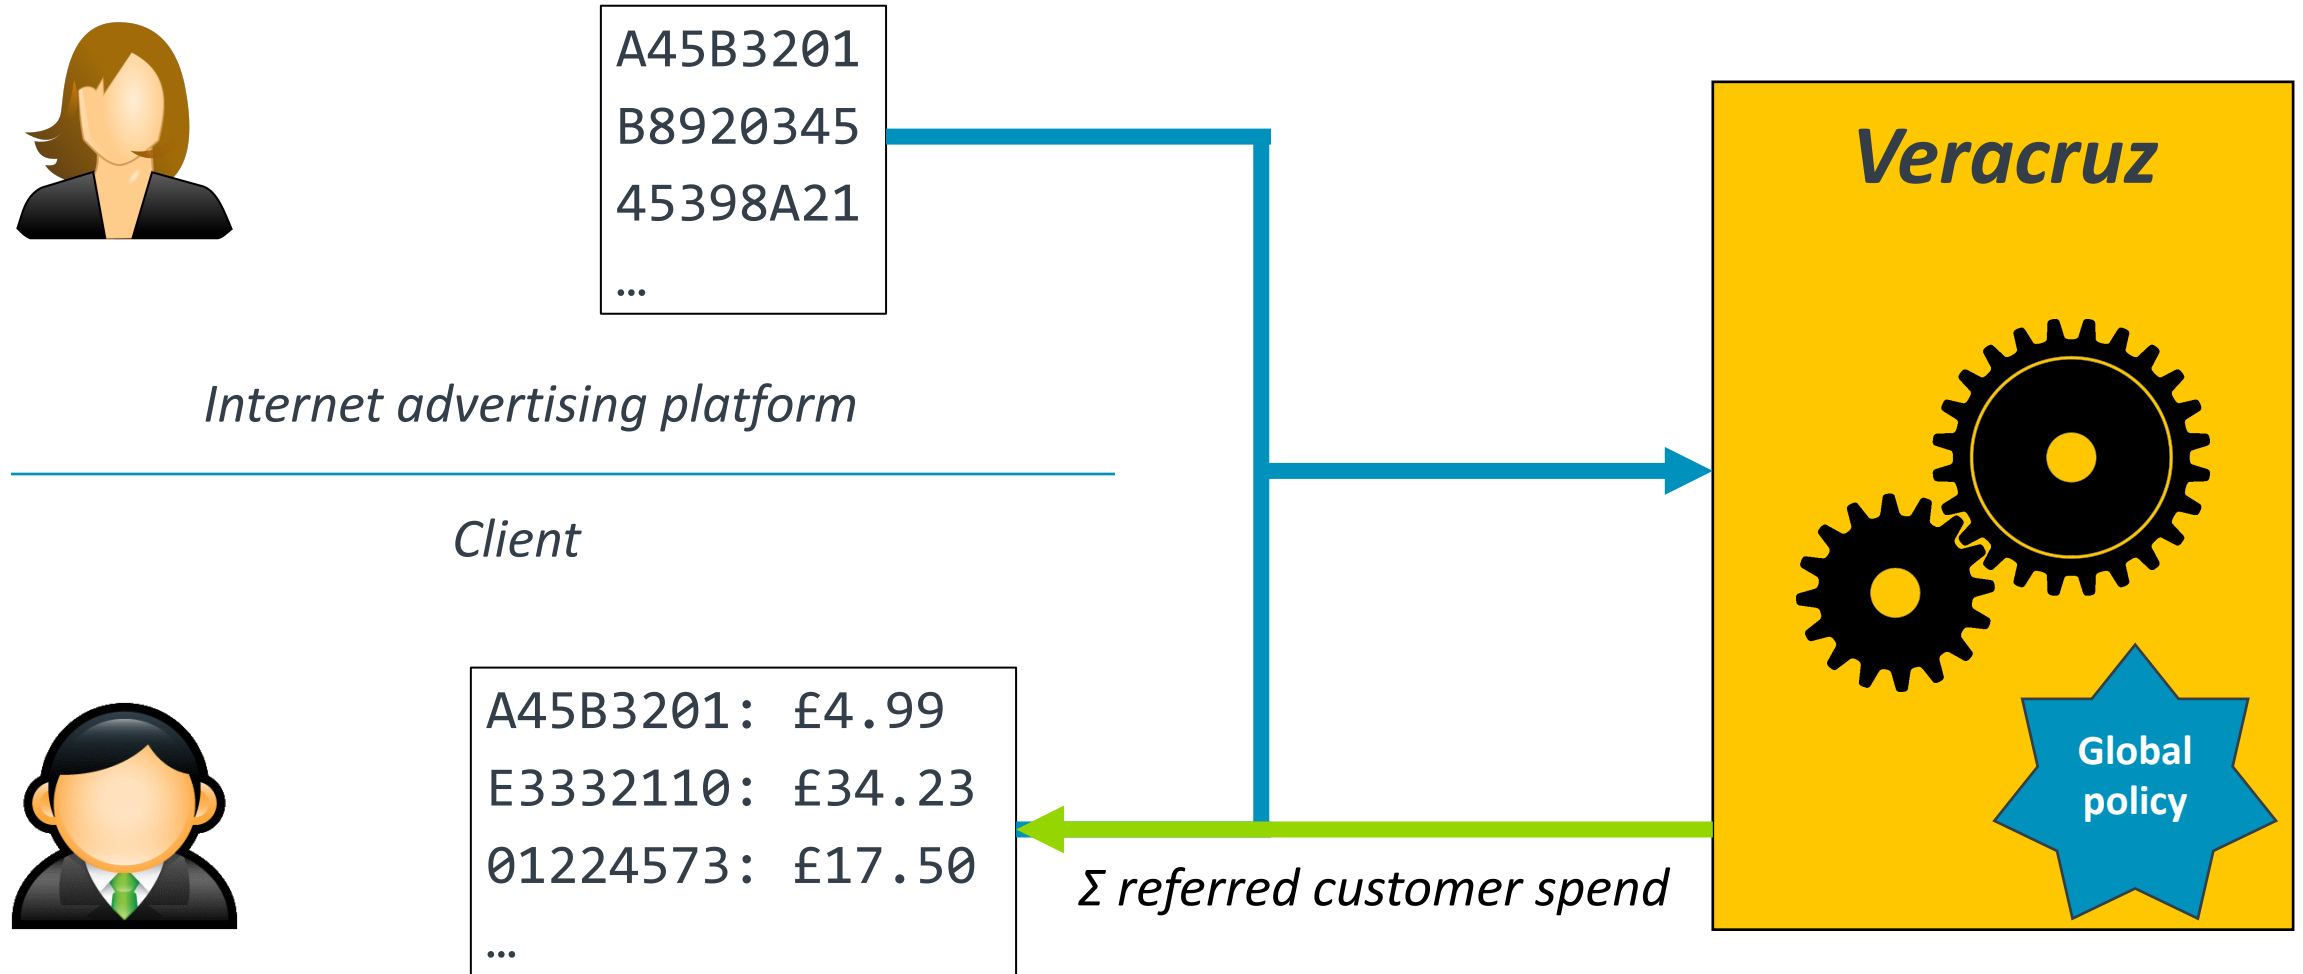 A45B3201
B8920345
45398A21
…
Internet advertising platform
Client
A45B3201: £4.99
E3332110: £34.23
01224573: £17.50
…
Σ referred customer spend
Veracruz
Global
policy